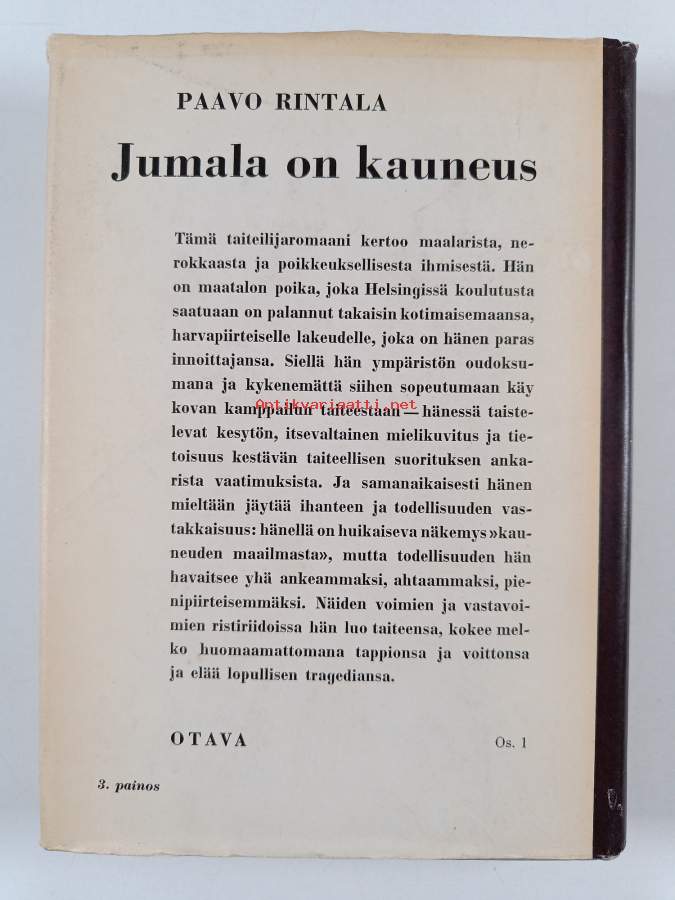 PAAVO RINTALA
Jumala on kauneus
Tämä taiteilijaromaani kertoo maalarista, ne-
rokkaasta ja poikkeuksellisesta ihmisestä. Hän
on maatalon poika, joka Helsingissä koulutusta
saatuaan on palannut takaisin kotimaisemaansa,
harvapiirteiselle lakeudelle, joka on hänen paras
innoittajansa. Siellä hän ympäristön oudoksu-
mana ja kykenemättä siihen sopeutumaan käy
kovan kamppailun taiteestaan — hänessä taiste-
Antikvariaatti.net
levat kesytön, itsevaltainen mielikuvitus ja tie-
toisuus kestävän taiteellisen suorituksen anka-
rista vaatimuksista. Ja samanaikaisesti hänen
mieltään jäytää ihanteen ja todellisuuden vas-
takkaisuus: hänellä on huikaiseva näkemys »kau-
neuden maailmasta», mutta todellisuuden hän
havaitsee yhä ankeammaksi, ahtaammaksi, pie-
nipiirteisemmäksi. Näiden voimien ja vastavoi-
mien ristiriidoissa hän luo taiteensa, kokee mel-
ko huomaamattomana tappionsa ja voittonsa
ja elää lopullisen tragediansa.
OTAVA
Os. 1
3. painos